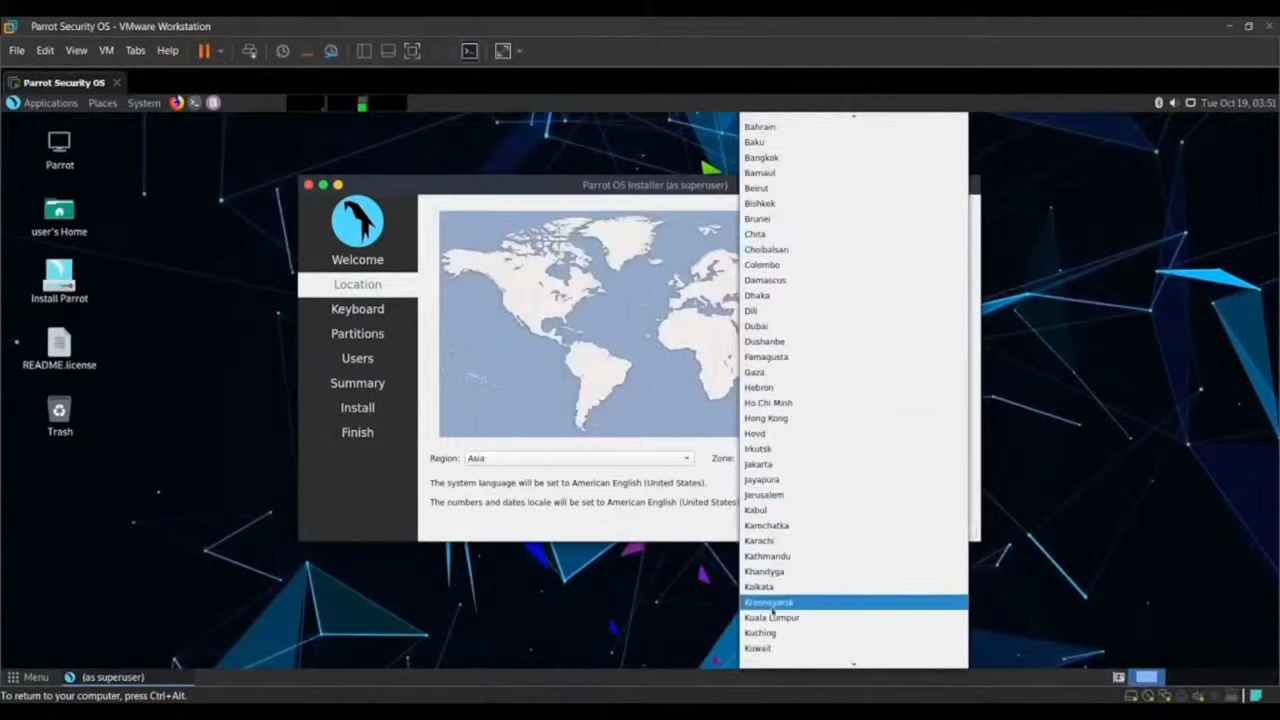 Parrot Security OS - VMware Workstation
File Edit View VM Tabs Help
Parrot Security OS
Applications Places System
Tue Oct 19, 03:51
Parrot
user's Home
Install Parrot
README.license
Trash
Parrot OS Installer (as superuser)
Welcome
Location
Keyboard
Partitions
Users
Summary
Install
Finish
Region: Asia Zone:
The system language will be set to American English (United States).
The numbers and dates locale will be set to American English (United States)
Bahrain
Baku
Bangkok
Barnaul
Beirut
Bishkek
Brunei
Chita
Choibalsan
Colombo
Damascus
Dhaka
Dili
Dubai
Dushanbe
Famagusta
Gaza
Hebron
Ho Chi Minh
Hong Kong
Hovd
Irkutsk
Jakarta
Jayapura
Jerusalem
Kabul
Kamchatka
Karachi
Kathmandu
Khandyga
Kolkata
Krasnoyarsk
Kuala Lumpur
Kuching
Kuwait
Menu (as superuser)
To return to your computer, press Ctrl+Alt.